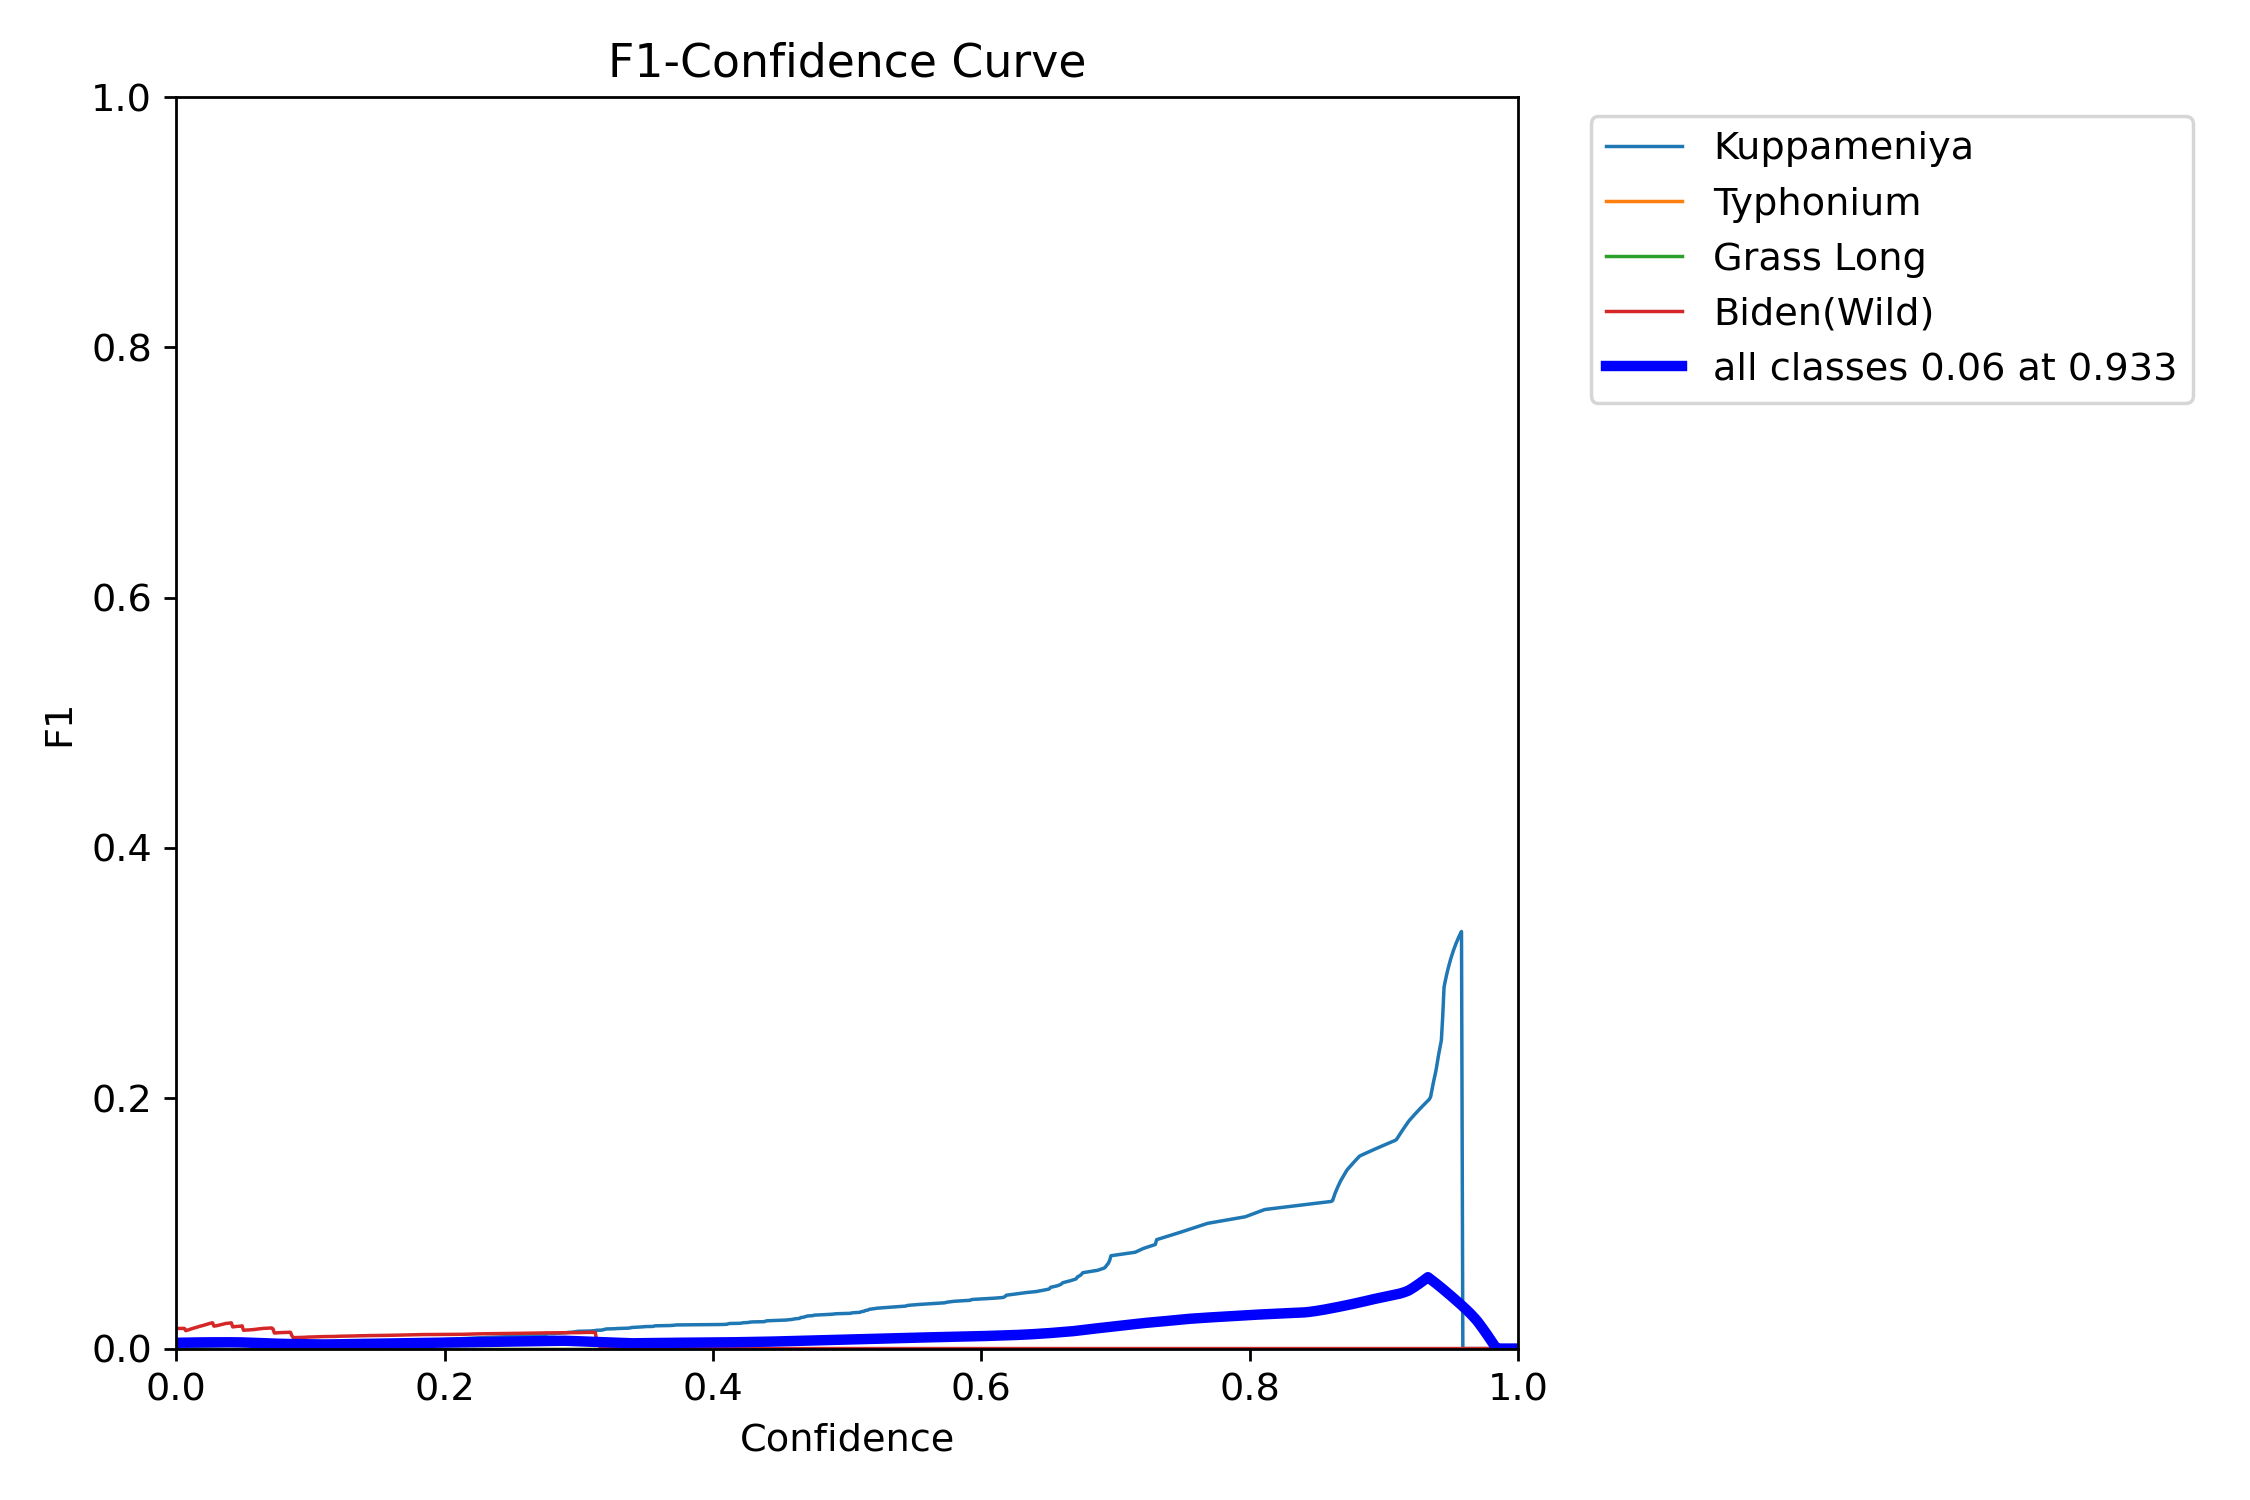 F1-Confidence Curve
1.0
0.8
0.6
0.4
0.2
0.0
F1
0.0 0.2 0.4 0.6 0.8 1.0
Confidence
Kuppameniya
Typhonium
Grass Long
Biden(Wild)
all classes 0.06 at 0.933